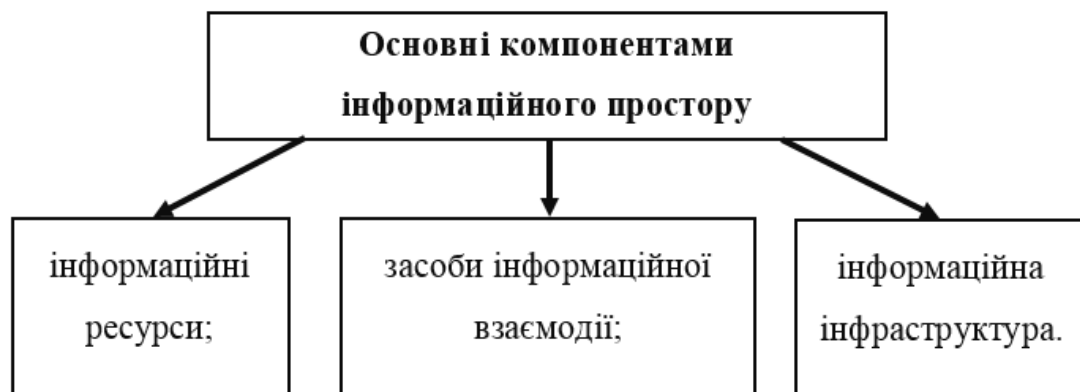 Основні компонентами
інформаційного простору
інформаційні
ресурси;
засоби інформаційної
взаємодії;
інформаційна
інфраструктура.